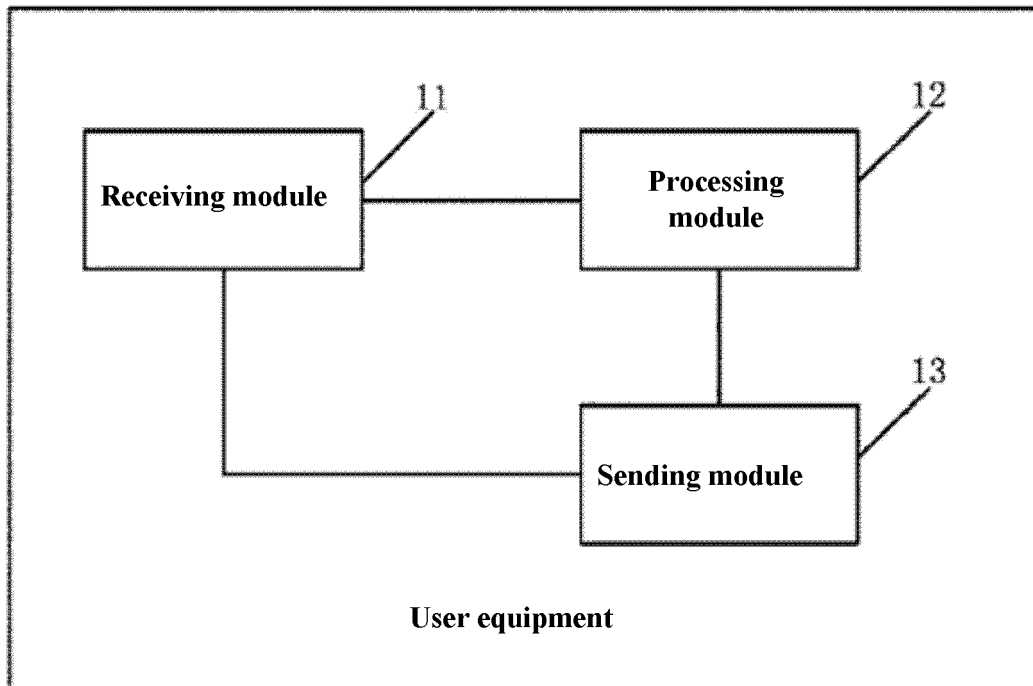 11
12
Receiving module
Processing
module
13
Sending module
User equipment